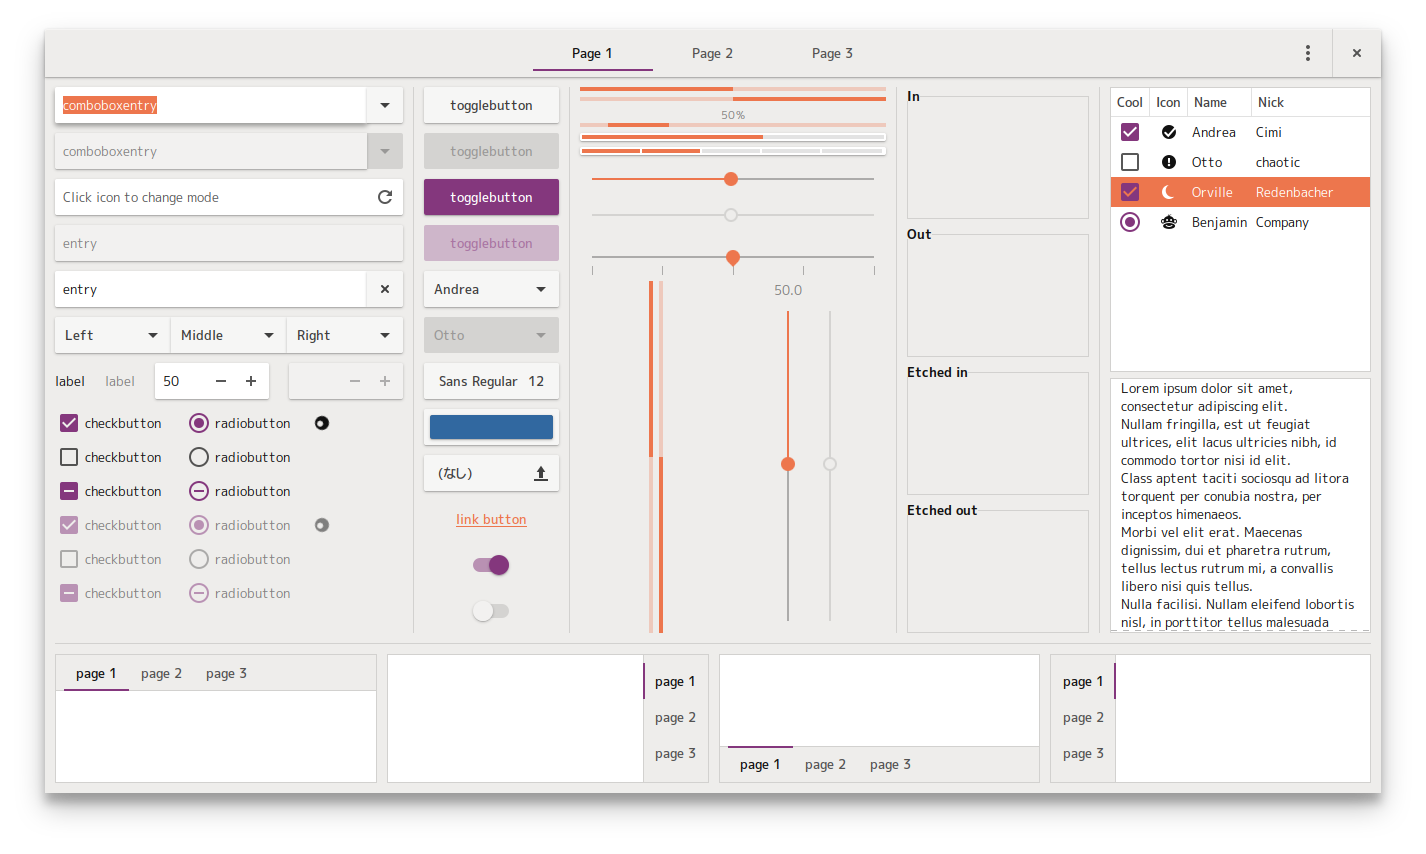 Page 1 Page 2 Page 3
comboboxentry
comboboxentry
Click icon to change mode
entry
entry
Left Middle Right
label label 50
checkbutton radiobutton
checkbutton radiobutton
checkbutton radiobutton
checkbutton radiobutton
checkbutton radiobutton
checkbutton radiobutton
togglebutton
togglebutton
togglebutton
togglebutton
Andrea
Otto
Sans Regular 12
(なし)
link button
50%
50.0
In
Out
Etched in
Etched out
Cool Icon Name Nick
Andrea Cimi
Otto chaotic
Orville Redenbacher
Benjamin Company
Lorem ipsum dolor sit amet,
consectetur adipiscing elit.
Nullam fringilla, est ut feugiat
ultrices, elit lacus ultricies nibh, id
commodo tortor nisi id elit.
Class aptent taciti sociosqu ad litora
torquent per conubia nostra, per
inceptos himenaeos.
Morbi vel elit erat. Maecenas
dignissim, dui et pharetra rutrum,
tellus lectus rutrum mi, a convallis
libero nisi quis tellus.
Nulla facilisi. Nullam eleifend lobortis
nisl, in porttitor tellus malesuada
page 1 page 2 page 3
page 1
page 2
page 3
page 1 page 2 page 3
page 1
page 2
page 3